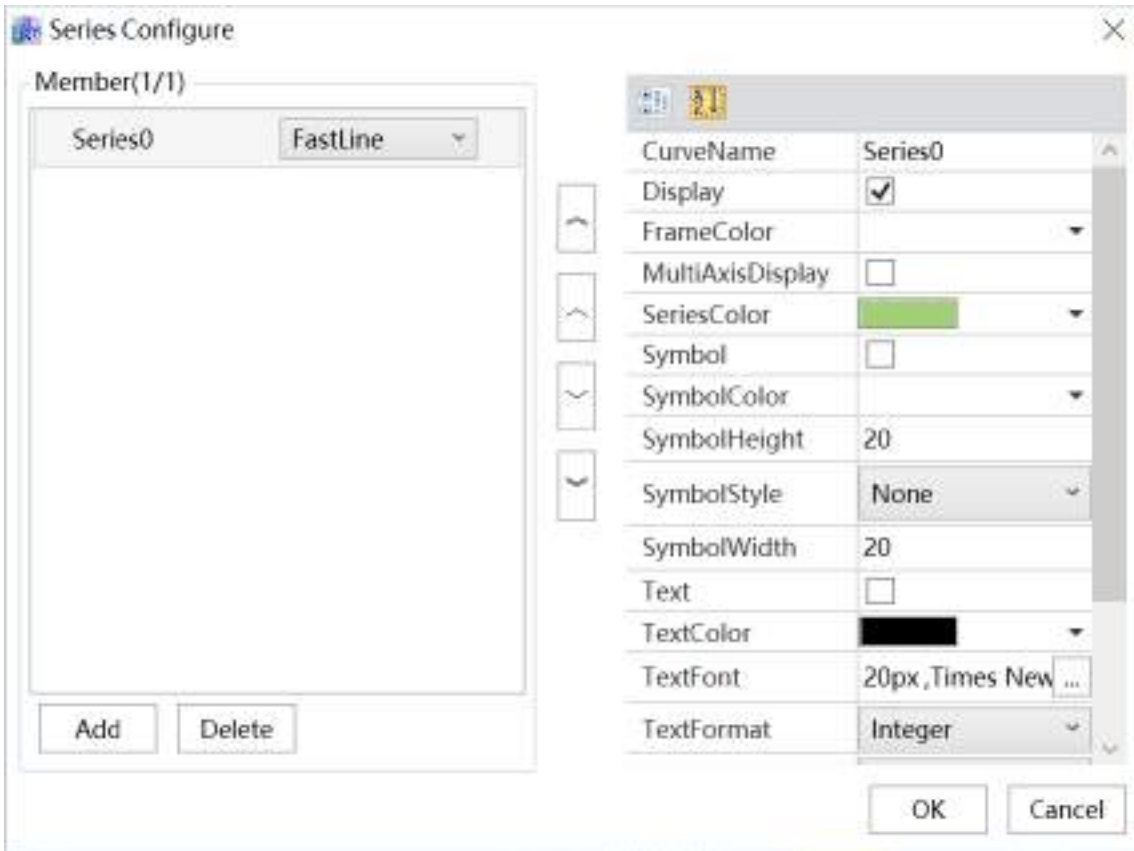 Series Configure
Member(1/1)
Series0 FastLine
CurveName Series0
Display
FrameColor
MultiAxisDisplay
SeriesColor
Symbol
SymbolColor
SymbolHeight 20
SymbolStyle None
SymbolWidth 20
Text
TextColor
TextFont 20px ,Times New ...
TextFormat Integer
Add Delete
OK Cancel